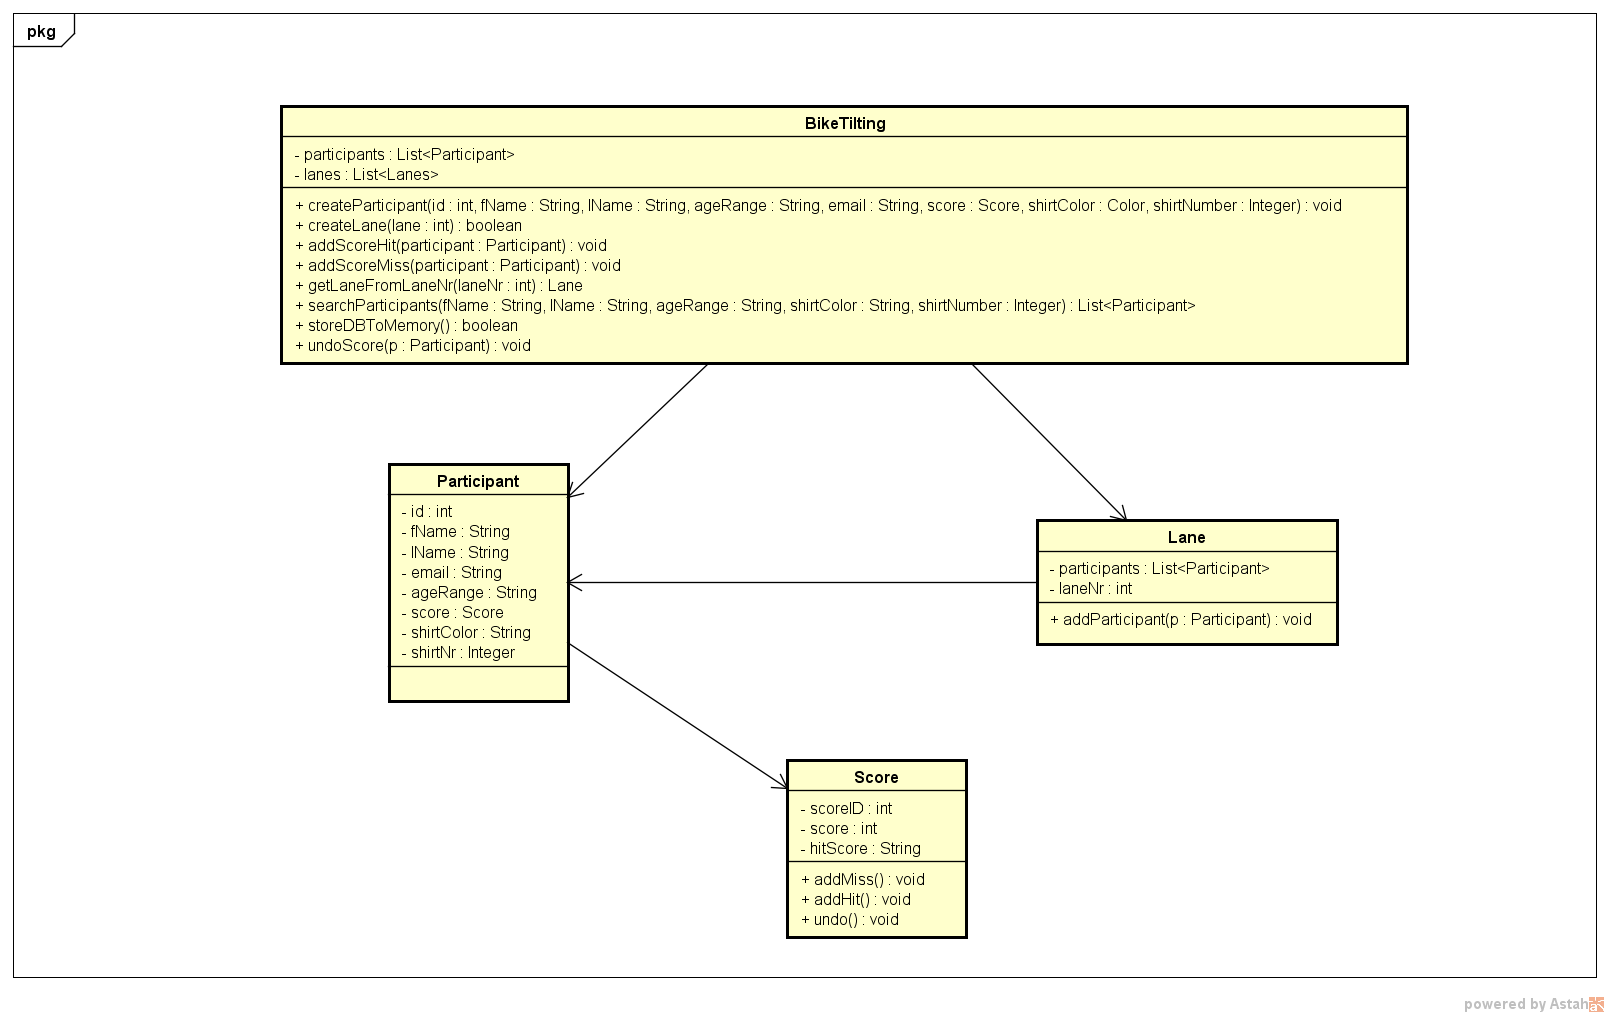 pkg
BikeTilting
- participants : List<Participant>
- lanes : List<Lanes>
+ createParticipant(id : int, fName : String, lName : String, ageRange : String, email : String, score : Score, shirtColor : Color, shirtNumber : Integer) : void
+ createLane(lane : int) : boolean
+ addScoreHit(participant : Participant) : void
+ addScoreMiss(participant : Participant) : void
+ getLaneFromLaneNr(laneNr : int) : Lane
+ searchParticipants(fName : String, lName : String, ageRange : String, shirtColor : String, shirtNumber : Integer) : List<Participant>
+ storeDBToMemory() : boolean
+ undoScore(p : Participant) : void
Participant
- id : int
- fName : String
- lName : String
- email : String
- ageRange : String
- score : Score
- shirtColor : String
- shirtNr : Integer
Lane
- participants : List<Participant>
- laneNr : int
+ addParticipant(p : Participant) : void
Score
- scoreID : int
- score : int
- hitScore : String
+ addMiss() : void
+ addHit() : void
+ undo() : void
powered by Astah